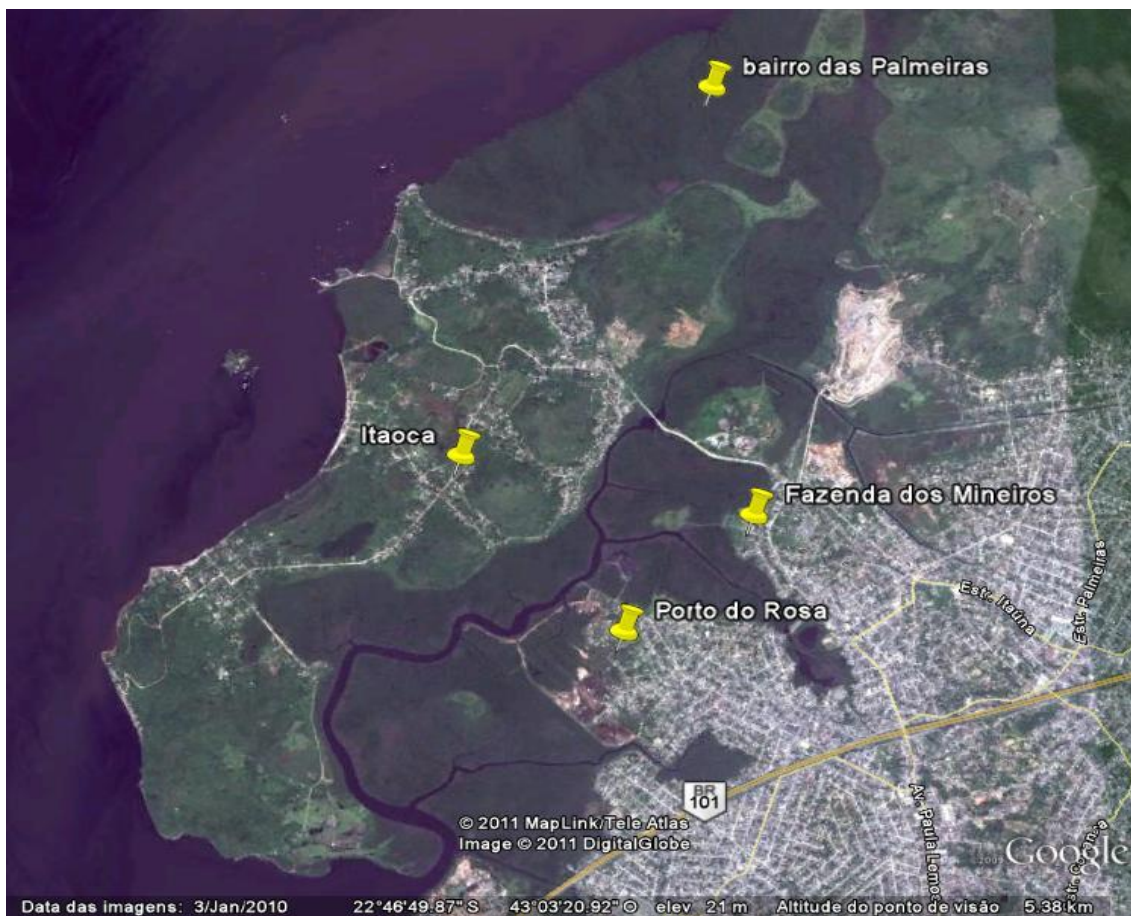 bairro das Palmeiras
Itaoca
Fazenda dos Mineiros
Estr. Itaúna
Estr. Palmeiras
Porto do Rosa
BR
101
Av. Paula Lemos
© 2011 MapLink/Tele Atlas
Image © 2011 DigitalGlobe
©2009 Google
Data das imagens: 3/Jan/2010 22°46'49.87" S 43°03'20.92" O elev 21 m Altitude do ponto de visão 5.38 km